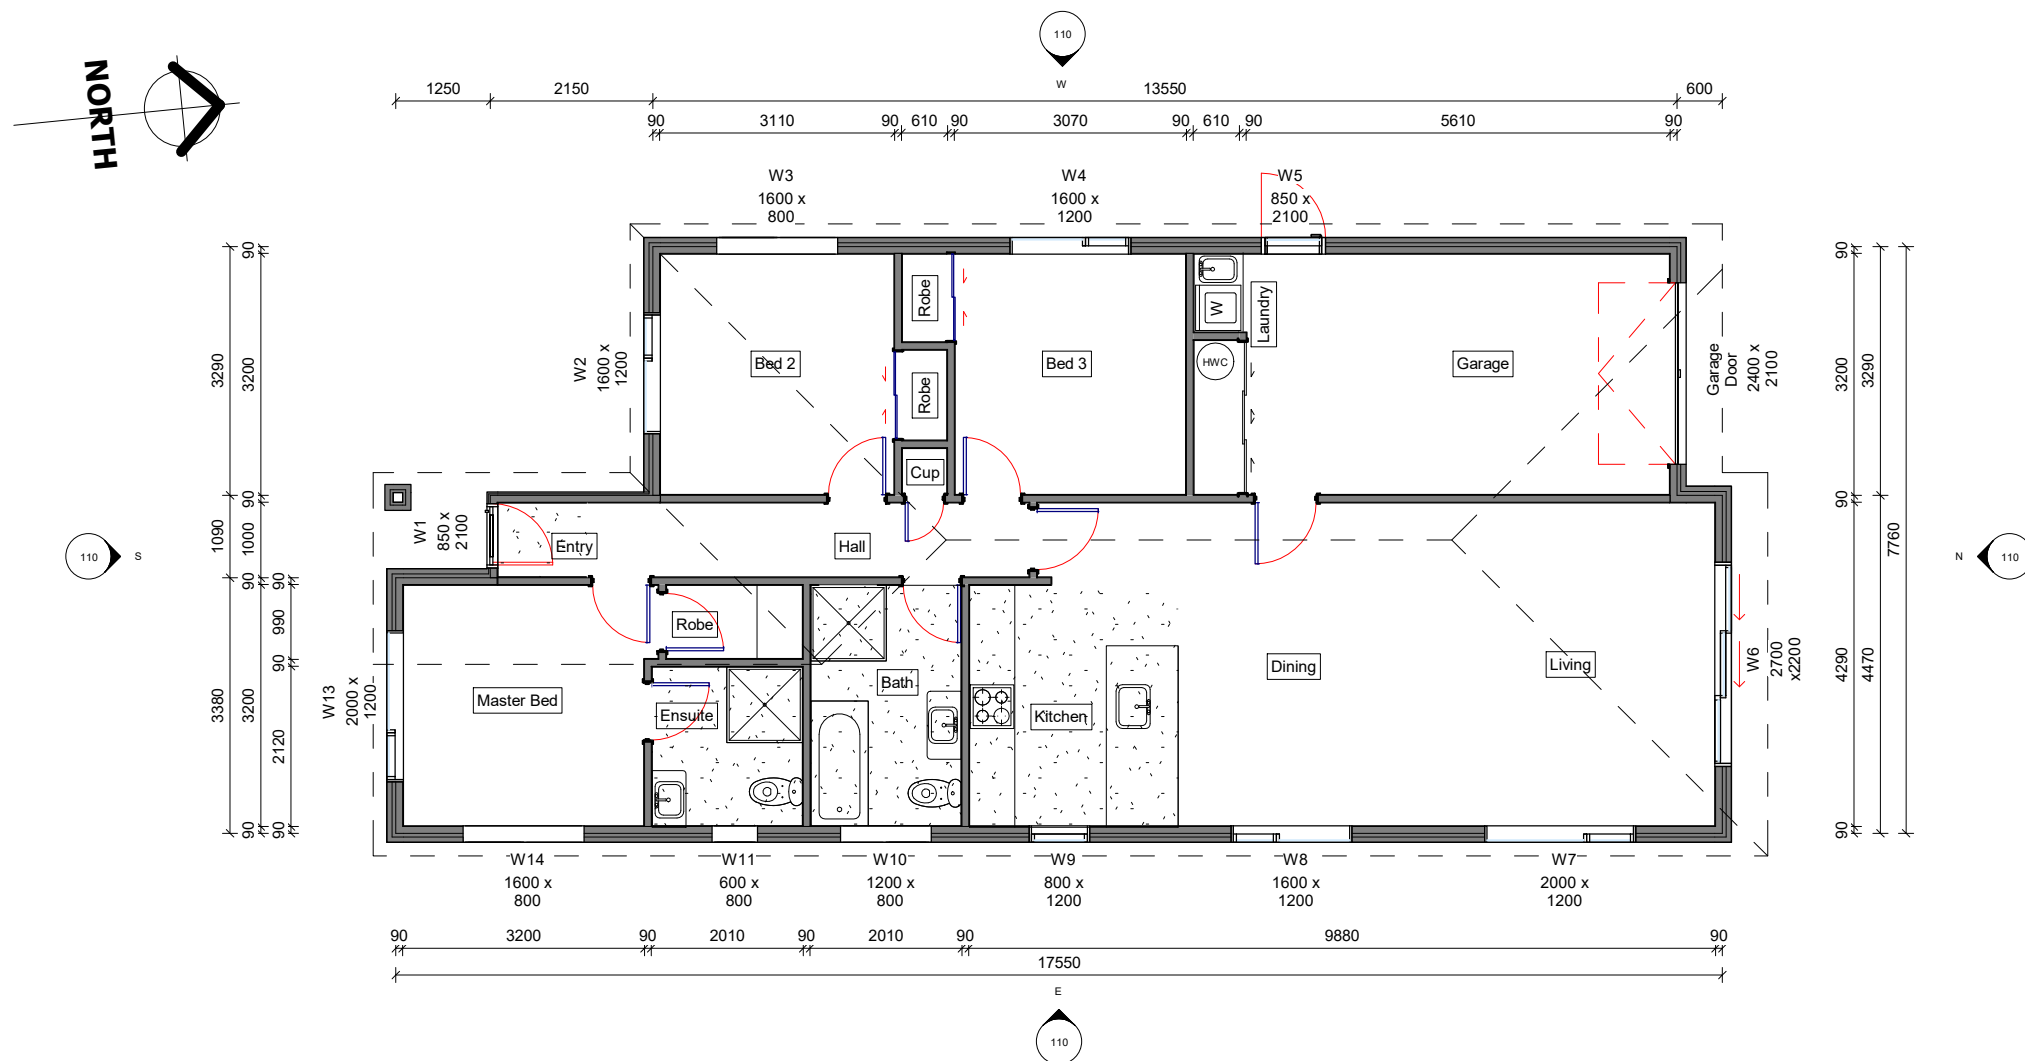 110
W
NORTH
1250
2150
13550
600
90
3110
90
610
90
3070
90
610
90
5610
90
W3
1600 x
800
W4
1600 x
1200
W5
850 x
2100
90
3290
3200
90
1090
1000
90
90
990
90
3380
3200
2120
90
90
W2
1600 x
1200
Bed 2
Robe
Robe
Bed 3
W
Laundry
HWC
Garage
Garage
Door
2400 x
2100
90
3200
3290
90
7760
4290
4470
90
Cup
W1
850 x
2100
Entry
Hall
110
S
N
110
Robe
Master Bed
Ensuite
Bath
Kitchen
Dining
Living
W13
2000 x
1200
W6
2700
x2200
W14
1600 x
800
W11
600 x
800
W10
1200 x
800
W9
800 x
1200
W8
1600 x
1200
W7
2000 x
1200
90
3200
90
2010
90
2010
90
9880
90
17550
E
110